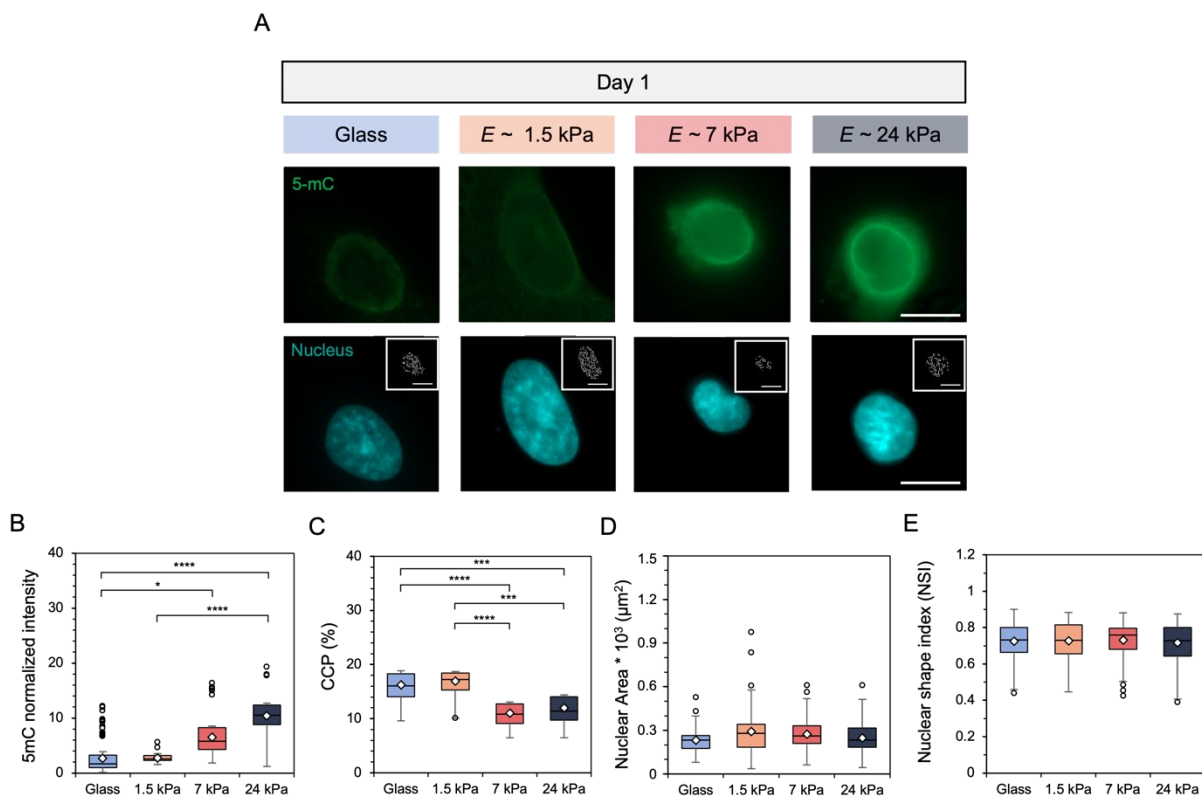 A
Day 1
Glass
E ~ 1.5 kPa
E ~ 7 kPa
E ~ 24 kPa
5-mC
Nucleus
B
5mC normalized intensity
40
30
20
10
0
****
*
****
Glass
1.5 kPa
7 kPa
24 kPa
C
CCP (%)
40
30
20
10
0
***
****
***
****
Glass
1.5 kPa
7 kPa
24 kPa
D
Nuclear Area * 10³ (μm²)
1.5
1.2
0.9
0.6
0.3
0
Glass
1.5 kPa
7 kPa
24 kPa
E
Nuclear shape index (NSI)
1.2
1
0.8
0.6
0.4
0.2
0
Glass
1.5 kPa
7 kPa
24 kPa